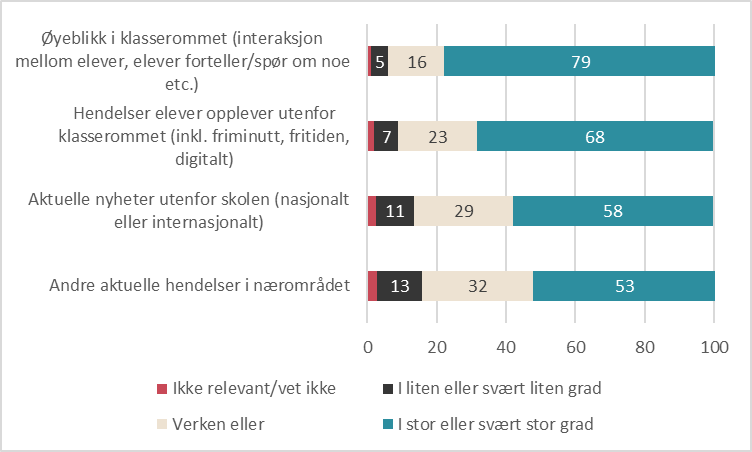 Øyeblikk i klasserommet (interaksjon
mellom elever, elever forteller/spør om noe
etc.)
5 16 79
Hendelser elever opplever utenfor
klasserommet (inkl. friminutt, fritiden,
digitalt)
7 23 68
Aktuelle nyheter utenfor skolen (nasjonalt
eller internasjonalt)
11 29 58
Andre aktuelle hendelser i nærområdet
13 32 53
0 20 40 60 80 100
Ikke relevant/vet ikke
I liten eller svært liten grad
Verken eller
I stor eller svært stor grad